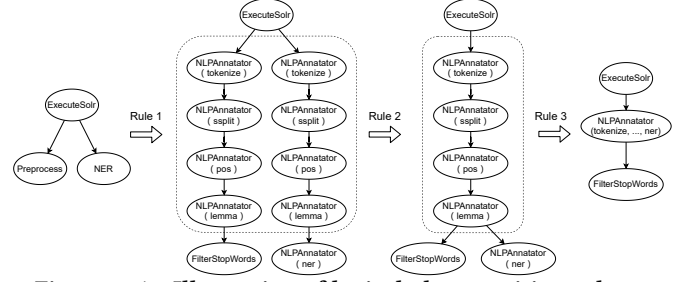 ExecuteSolr
Preprocess
NER
Rule 1
ExecuteSolr
NLPAnnatator
( tokenize )
NLPAnnatator
( tokenize )
NLPAnnatator
( ssplit )
NLPAnnatator
( ssplit )
NLPAnnatator
( pos )
NLPAnnatator
( pos )
NLPAnnatator
( lemma )
NLPAnnatator
( lemma )
FilterStopWords
NLPAnnatator
( ner )
Rule 2
ExecuteSolr
NLPAnnatator
( tokenize )
NLPAnnatator
( ssplit )
NLPAnnatator
( pos )
NLPAnnatator
( lemma )
FilterStopWords
NLPAnnatator
( ner )
Rule 3
ExecuteSolr
NLPAnnatator
(tokenize, ..., ner)
FilterStopWords